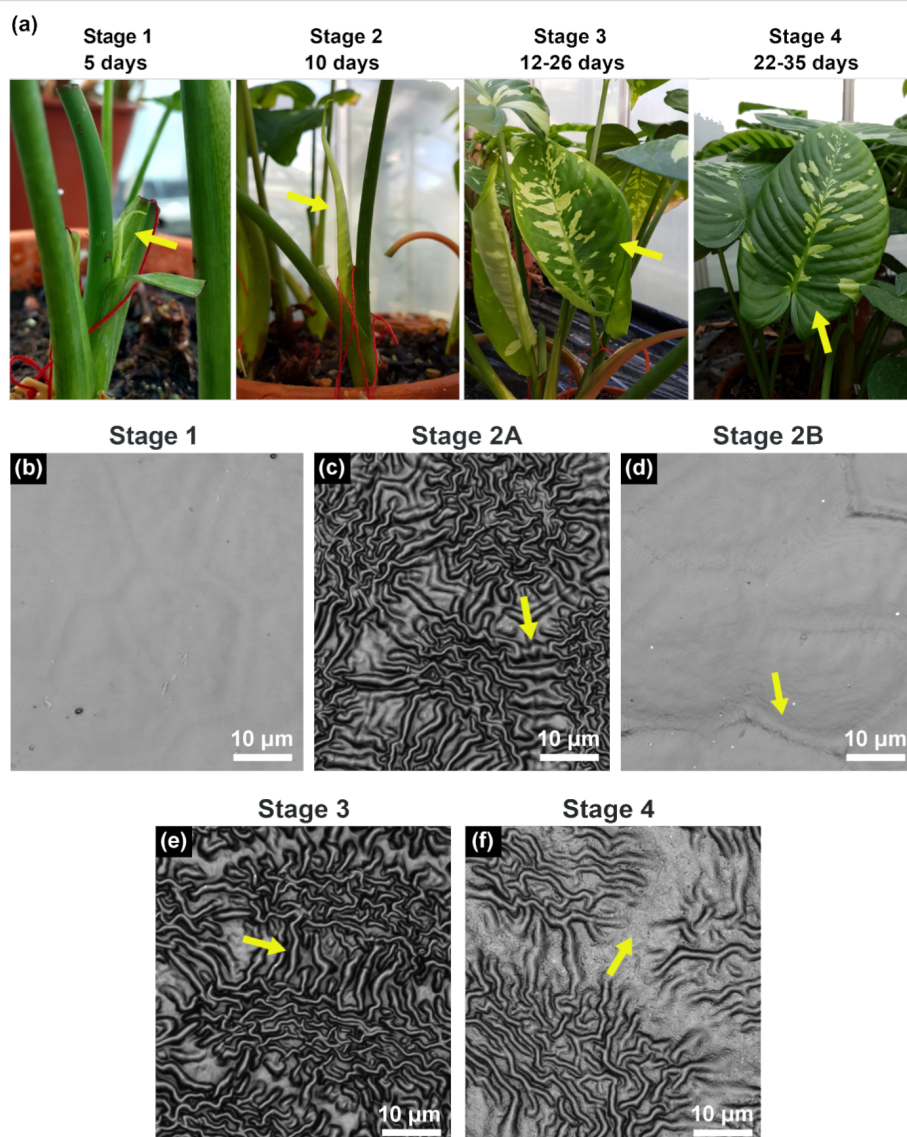 (a)
Stage 1
5 days
Stage 2
10 days
Stage 3
12-26 days
Stage 4
22-35 days
Stage 1
(b)
10 µm
Stage 2A
(c)
10 µm
Stage 2B
(d)
10 µm
Stage 3
(e)
10 µm
Stage 4
(f)
10 µm